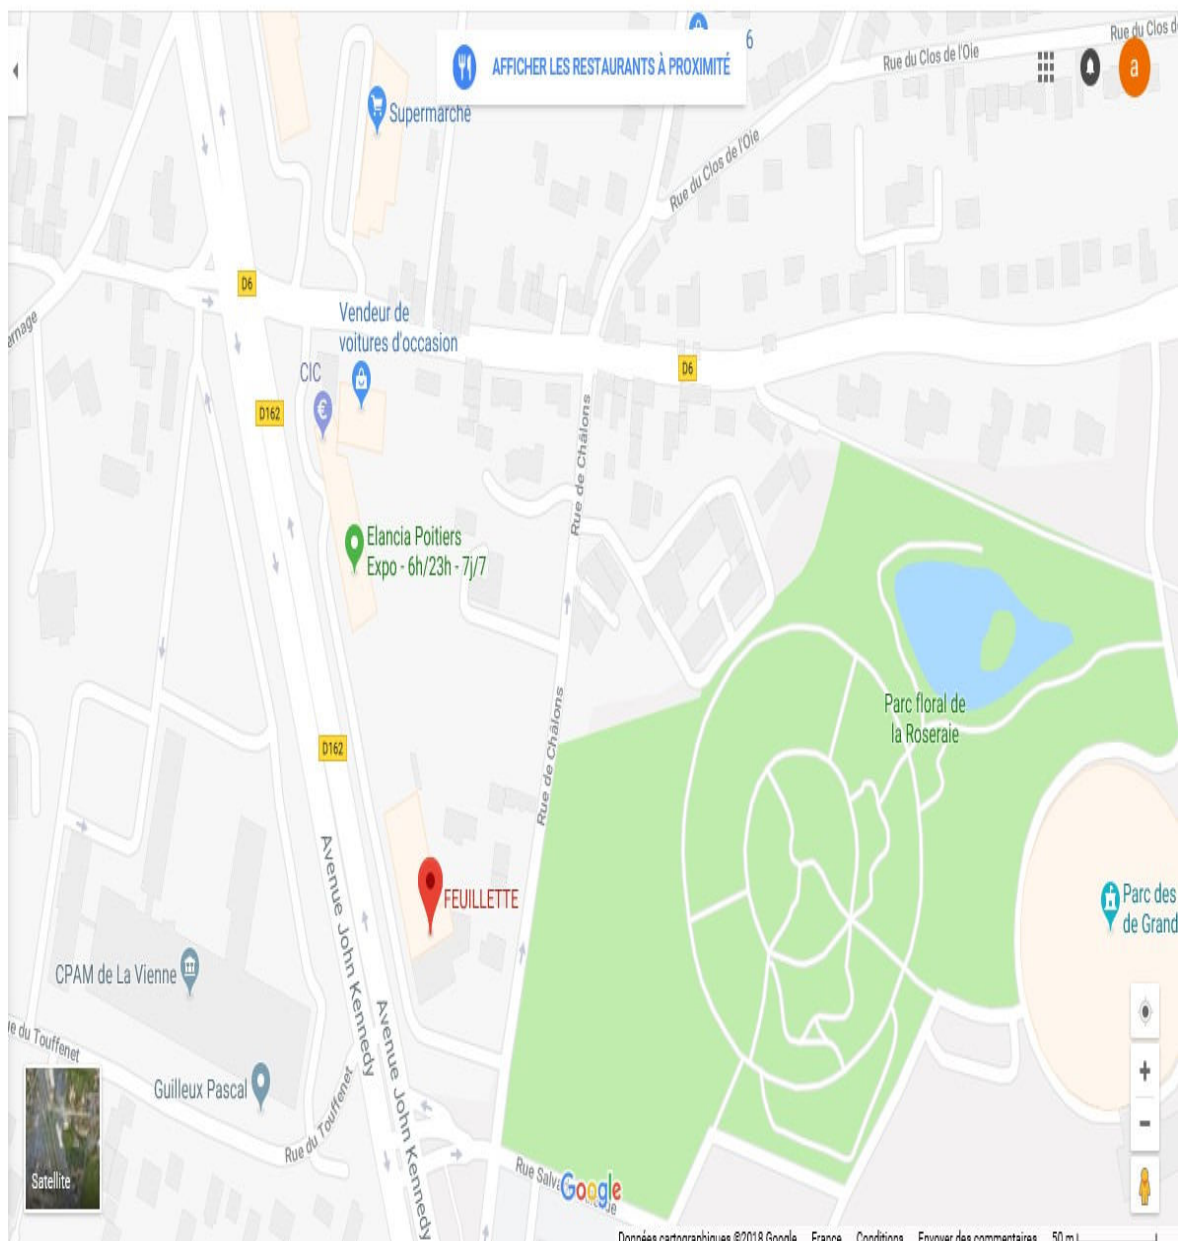 Rue du Clos d
6
AFFICHER LES RESTAURANTS À PROXIMITÉ
Rue du Clos de l'Oie
a
Supermarché
Rue du Clos de l'Oie
D6
Vendeur de
voitures d'occasion
ernage
CIC
€
D6
D162
Rue de Châlons
Elancia Poitiers
Expo - 6h/23h - 7j/7
Parc floral de
la Roseraie
D162
Rue de Châlons
FEUILLETTE
Parc des
de Grand
Avenue John Kennedy
CPAM de La Vienne
Avenue John Kennedy
e du Touffenet
Guilleux Pascal
Rue du Touffenet
Satellite
Rue Salva
Google
Données cartographiques ©2018 Google France Conditions Envoyer des commentaires 50 m